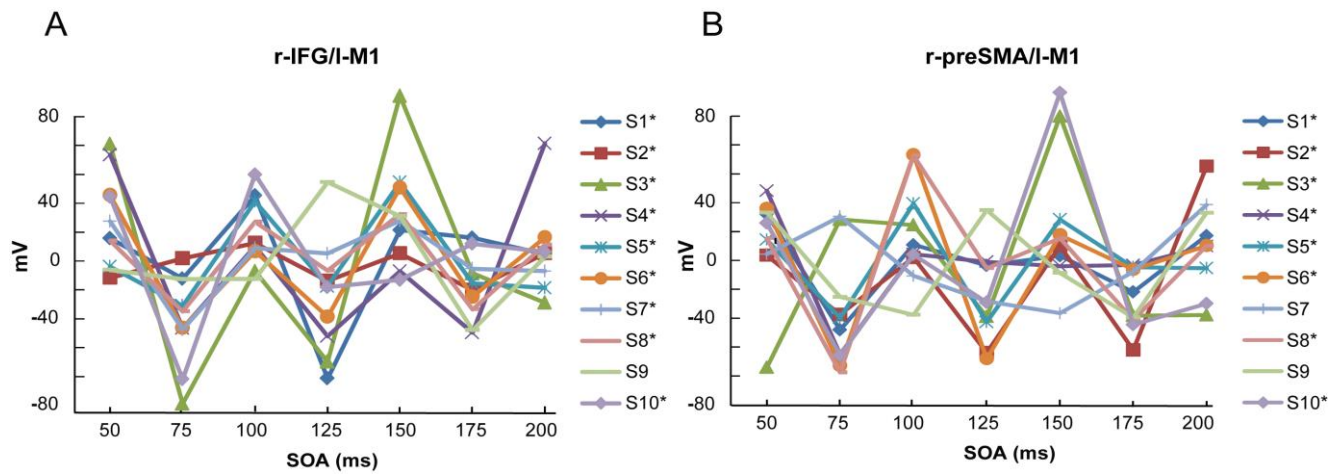 A
r-IFG/l-M1
mV
80
40
0
-40
-80
50 75 100 125 150 175 200
SOA (ms)
S1*
S2*
S3*
S4*
S5*
S6*
S7*
S8*
S9
S10*
B
r-preSMA/l-M1
mV
80
40
0
-40
-80
50 75 100 125 150 175 200
SOA (ms)
S1*
S2*
S3*
S4*
S5*
S6*
S7
S8*
S9
S10*